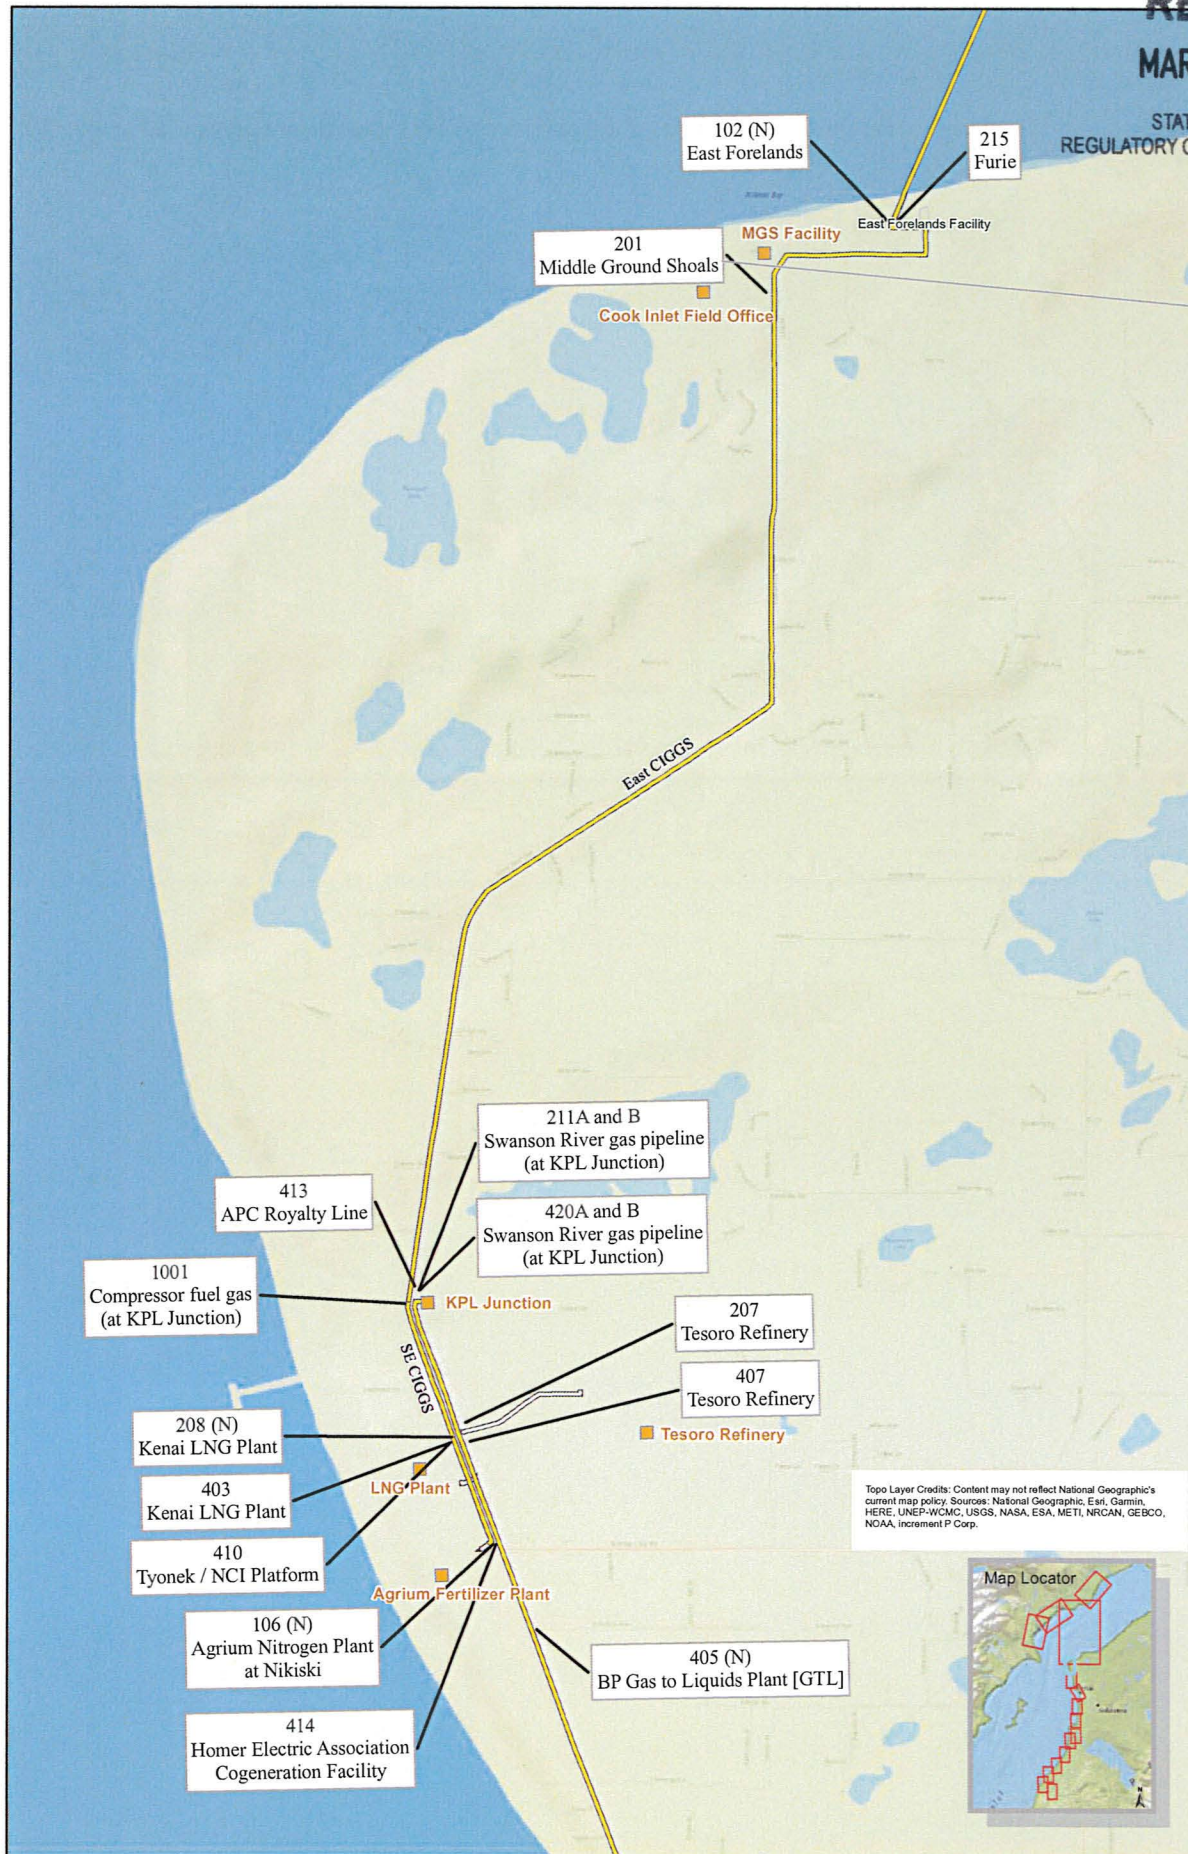 MAR
STAT
REGULATORY C
102 (N)
East Forelands
215
Furie
East Forelands Facility
MGS Facility
201
Middle Ground Shoals
Cook Inlet Field Office
East CIGGS
211A and B
Swanson River gas pipeline
(at KPL Junction)
413
APC Royalty Line
420A and B
Swanson River gas pipeline
(at KPL Junction)
1001
Compressor fuel gas
(at KPL Junction)
KPL Junction
207
Tesoro Refinery
SE CIGGS
407
Tesoro Refinery
208 (N)
Kenai LNG Plant
Tesoro Refinery
403
Kenai LNG Plant
LNG Plant
Topo Layer Credits: Content may not reflect National Geographic's
current map policy. Sources: National Geographic, Esri, Garmin,
HERE, UNEP-WCMC, USGS, NASA, ESA, METI, NRCAN, GEBCO,
NOAA, increment P Corp.
410
Tyonek / NCI Platform
Agrium Fertilizer Plant
Map Locator
106 (N)
Agrium Nitrogen Plant
at Nikiski
405 (N)
BP Gas to Liquids Plant [GTL]
414
Homer Electric Association
Cogeneration Facility
N